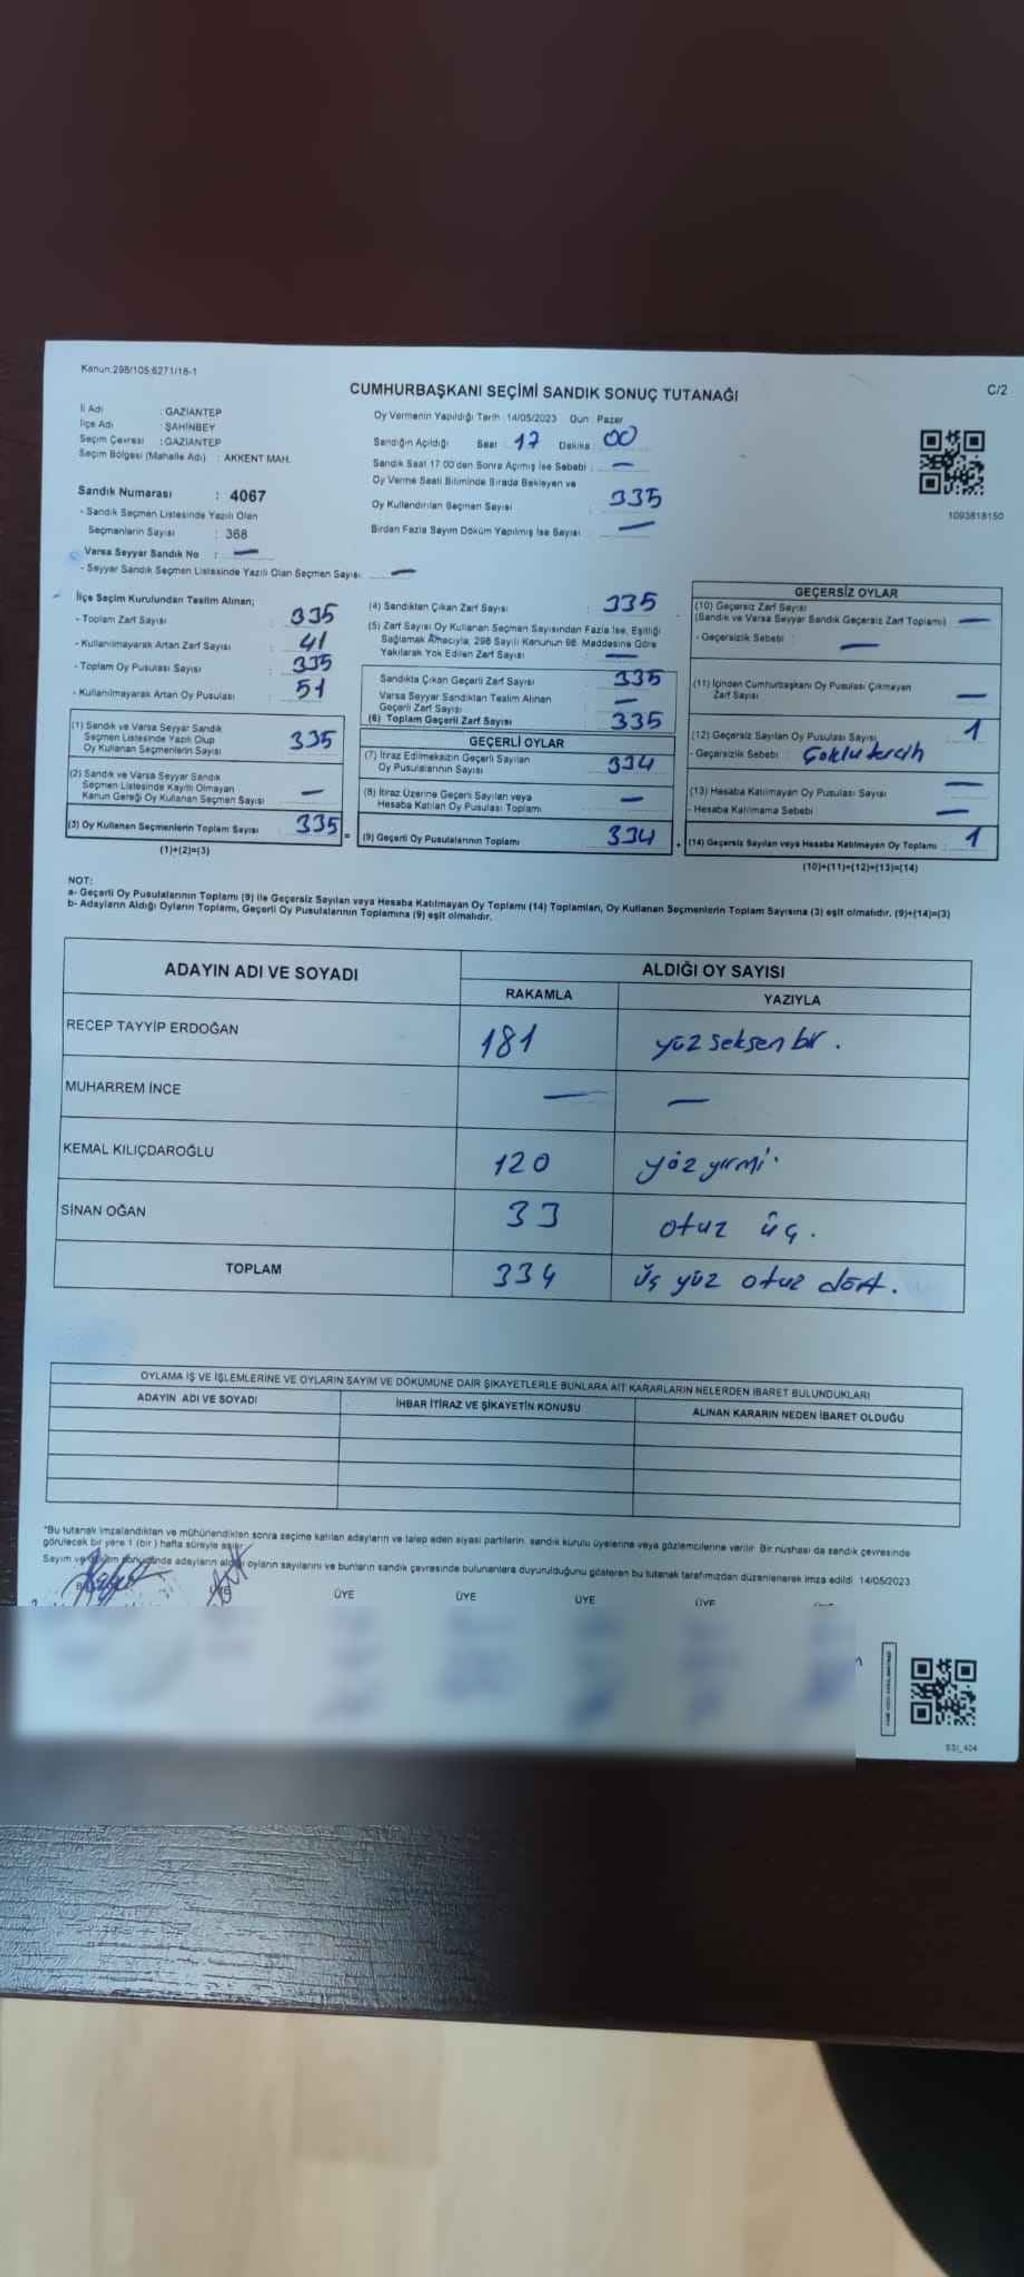 Kanun:298/105:6271/18-1
CUMHURBAŞKANI SEÇİMİ SANDIK SONUÇ TUTANAĞI
C/2
İl Adı : GAZİANTEP
İlçe Adı : ŞAHİNBEY
Seçim Çevresi : GAZİANTEP
Seçim Bölgesi (Mahalle Adı) : AKKENT MAH.
Sandık Numarası : 4067
- Sandık Seçmen Listesinde Yazılı Olan
Seçmenlerin Sayısı : 368
Varsa Seyyar Sandık No : —
- Seyyar Sandık Seçmen Listesinde Yazılı Olan Seçmen Sayısı —
Oy Vermenin Yapıldığı Tarih 14/05/2023 Gün Pazar
Sandığın Açıldığı Saat 17 Dakika 00
Sandık Saat 17:00'den Sonra Açımış İse Sebebi : —
Oy Verme Saati Bitiminde Sırada Bekleyen ve
Oy Kullandırılan Seçmen Sayısı 335
Birden Fazla Sayım Döküm Yapılmış İse Sayısı —
1093818150
İlçe Seçim Kurulundan Teslim Alınan;
- Toplam Zarf Sayısı : 335
- Kullanılmayarak Artan Zarf Sayısı : 41
- Toplam Oy Pusulası Sayısı : 335
- Kullanılmayarak Artan Oy Pusulası : 51
(1) Sandık ve Varsa Seyyar Sandık
Seçmen Listesinde Yazılı Olup
Oy Kullanan Seçmenlerin Sayısı 335
(2) Sandık ve Varsa Seyyar Sandık
Seçmen Listesinde Kayıtlı Olmayan
Kanun Gereği Oy Kullanan Seçmen Sayısı —
(3) Oy Kullanan Seçmenlerin Toplam Sayısı 335 =
(1)+(2)=(3)
(4) Sandıktan Çıkan Zarf Sayısı : 335
(5) Zarf Sayısı Oy Kullanan Seçmen Sayısından Fazla İse, Eşitliği
Sağlamak Amacıyla, 298 Sayılı Kanunun 98. Maddesine Göre
Yakılarak Yok Edilen Zarf Sayısı : —
Sandıkta Çıkan Geçerli Zarf Sayısı 335
Varsa Seyyar Sandıktan Teslim Alınan
Geçerli Zarf Sayısı —
(6) Toplam Geçerli Zarf Sayısı 335
GEÇERLİ OYLAR
(7) İtiraz Edilmeksizin Geçerli Sayılan
Oy Pusulalarının Sayısı 334
(8) İtiraz Üzerine Geçerli Sayılan veya
Hesaba Katılan Oy Pusulası Toplamı —
(9) Geçerli Oy Pusulalarının Toplamı 334 +
GEÇERSİZ OYLAR
(10) Geçersiz Zarf Sayısı
(Sandık ve Varsa Seyyar Sandık Geçersiz Zarf Toplamı) —
- Geçersizlik Sebebi : —
(11) İçinden Cumhurbaşkanı Oy Pusulası Çıkmayan
Zarf Sayısı —
(12) Geçersiz Sayılan Oy Pusulası Sayısı 1
- Geçersizlik Sebebi : Çoklu tercih
(13) Hesaba Katılmayan Oy Pusulası Sayısı —
- Hesaba Katılmama Sebebi : —
(14) Geçersiz Sayılan veya Hesaba Katılmayan Oy Toplamı : 1
(10)+(11)+(12)+(13)=(14)
NOT:
a- Geçerli Oy Pusulalarının Toplamı (9) ile Geçersiz Sayılan veya Hesaba Katılmayan Oy Toplamı (14) Toplamları, Oy Kullanan Seçmenlerin Toplam Sayısına (3) eşit olmalıdır. (9)+(14)=(3)
b- Adayların Aldığı Oyların Toplamı, Geçerli Oy Pusulalarının Toplamına (9) eşit olmalıdır.
ADAYIN ADI VE SOYADI ALDIĞI OY SAYISI
RAKAMLA YAZIYLA
RECEP TAYYİP ERDOĞAN 181 yüz seksen bir.
MUHARREM İNCE — —
KEMAL KILIÇDAROĞLU 120 yüz yirmi.
SİNAN OĞAN 33 otuz üç.
TOPLAM 334 üç yüz otuz dört.
OYLAMA İŞ VE İŞLEMLERİNE VE OYLARIN SAYIM VE DÖKÜMÜNE DAİR ŞİKAYETLERLE BUNLARA AİT KARARLARIN NELERDEN İBARET BULUNDUKLARI
ADAYIN ADI VE SOYADI İHBAR İTİRAZ VE ŞİKAYETİN KONUSU ALINAN KARARIN NEDEN İBARET OLDUĞU
*Bu tutanak imzalandıktan ve mühürlendikten sonra seçime katılan adayların ve talep eden siyasi partilerin, sandık kurulu üyelerine veya gözlemcilerine verilir. Bir nüshası da sandık çevresinde
görülecek bir yere 1 (bir) hafta süreyle asılır.
Sayım ve döküm sonucunda adayların aldığı oyların sayılarını ve bunların sandık çevresinde bulunanlara duyurulduğunu gösteren bu tutanak tarafımızdan düzenlenerek imza edildi 14/05/2023
ÜYE ÜYE ÜYE ÜYE